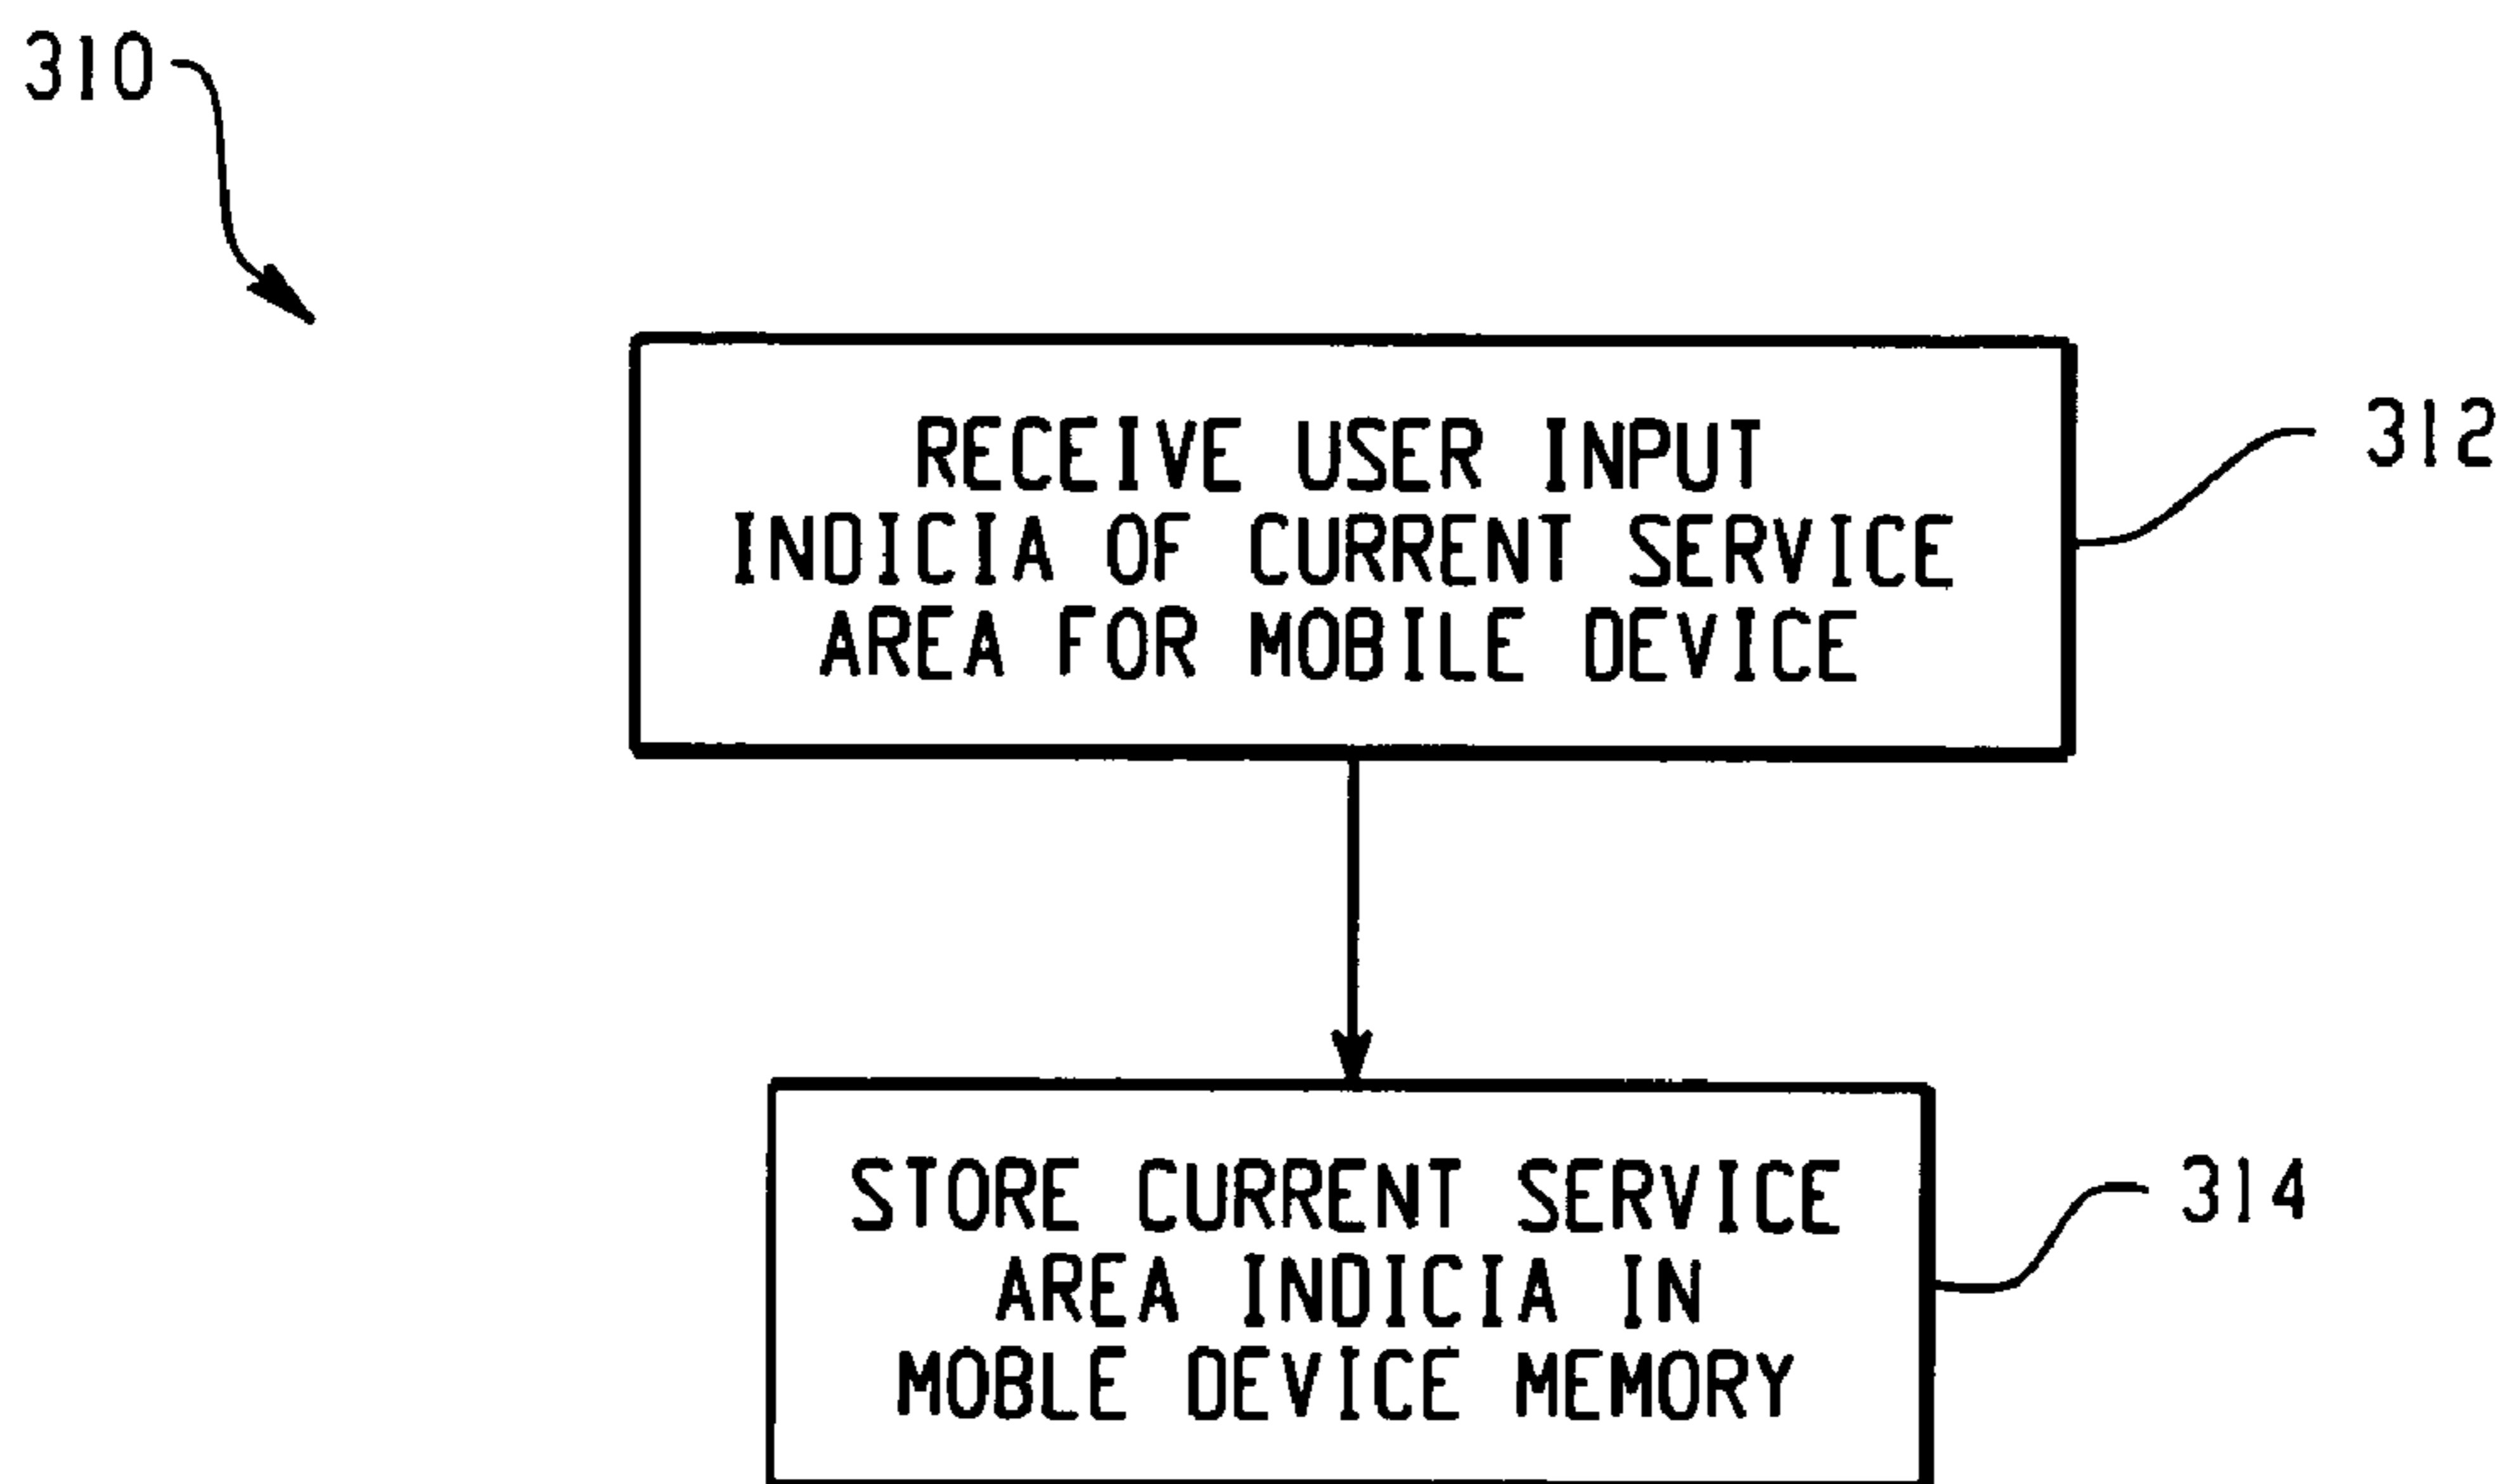 310
RECEIVE USER INPUT
INDICIA OF CURRENT SERVICE
AREA FOR MOBILE DEVICE
312
STORE CURRENT SERVICE
AREA INDICIA IN
MOBLE DEVICE MEMORY
314